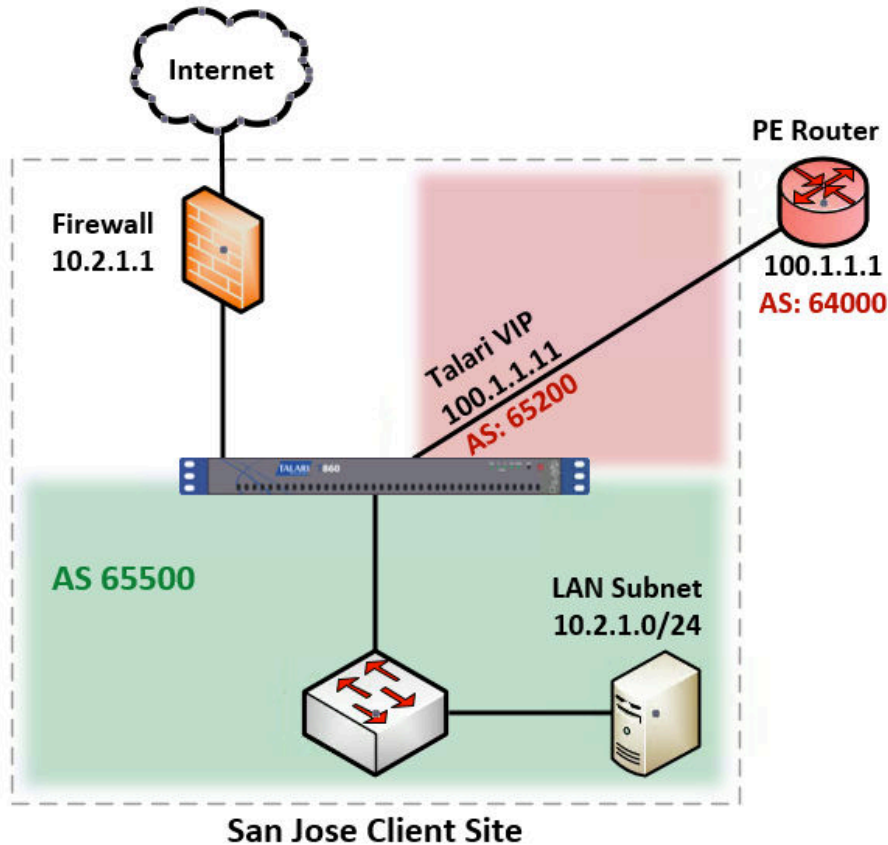 Internet
PE Router
Firewall
10.2.1.1
100.1.1.1
AS: 64000
Talari VIP
100.1.1.11
AS: 65200
TALARI
860
AS 65500
LAN Subnet
10.2.1.0/24
San Jose Client Site